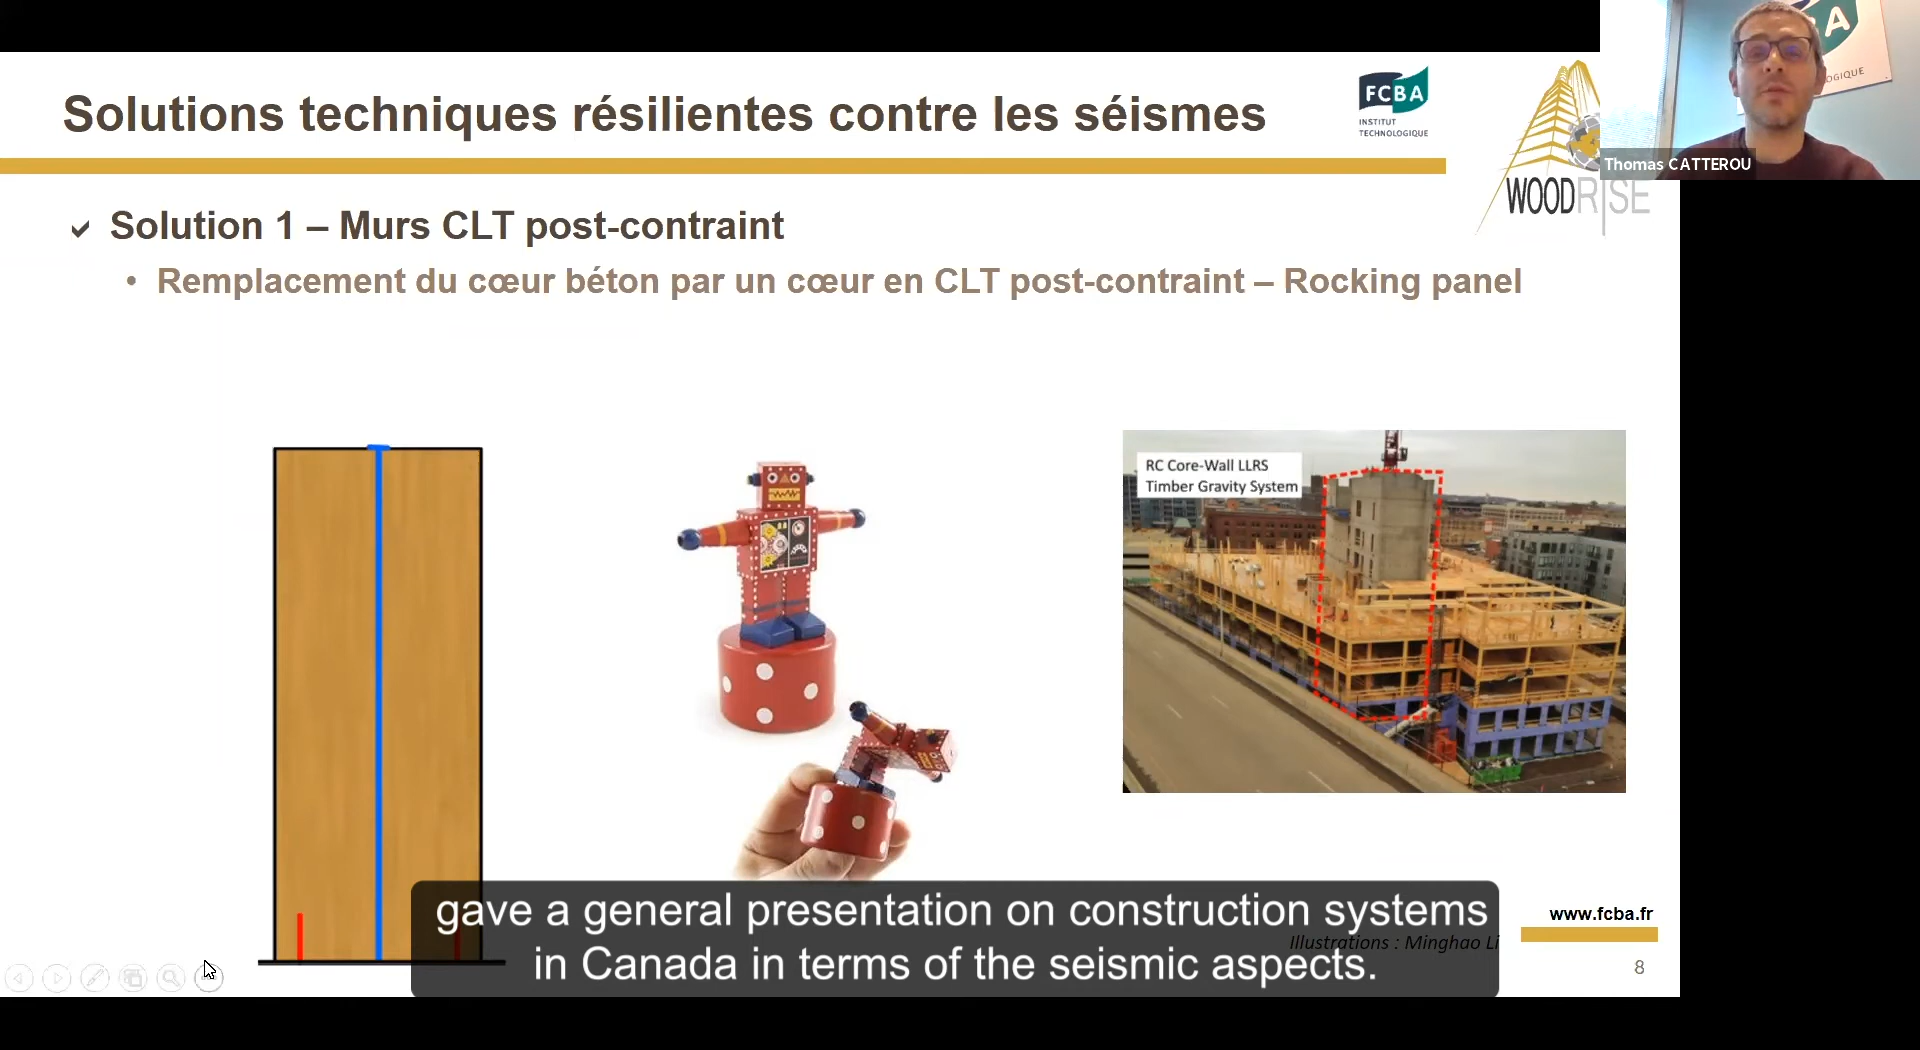 Solutions techniques résilientes contre les séismes
FCBA
INSTITUT
TECHNOLOGIQUE
WOODRISE
BA
OGIQUE
Thomas CATTEROU
Solution 1 – Murs CLT post-contraint
• Remplacement du cœur béton par un cœur en CLT post-contraint – Rocking panel
RC Core-Wall LLRS
Timber Gravity System
gave a general presentation on construction systems
in Canada in terms of the seismic aspects.
Illustrations : Minghao Li
www.fcba.fr
8